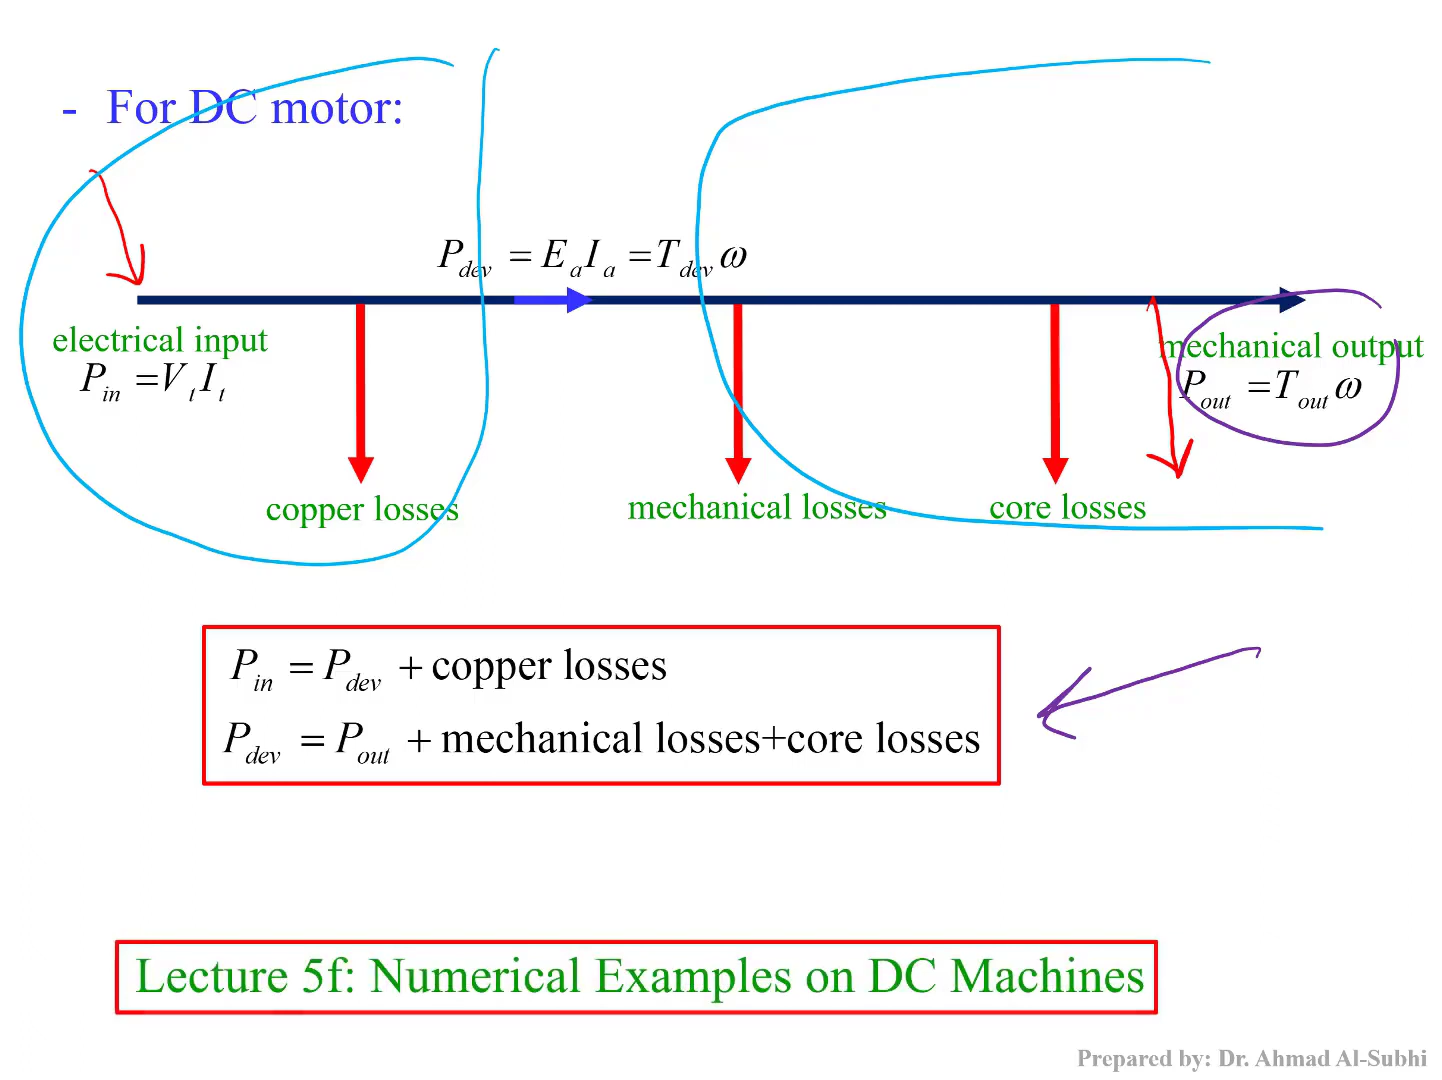 - For DC motor:
P_dev = E_a I_a = T_dev ω
electrical input
P_in = V_t I_t
mechanical output
P_out = T_out ω
copper losses
mechanical losses
core losses
P_in = P_dev + copper losses
P_dev = P_out + mechanical losses+core losses
Lecture 5f: Numerical Examples on DC Machines
Prepared by: Dr. Ahmad Al-Subhi